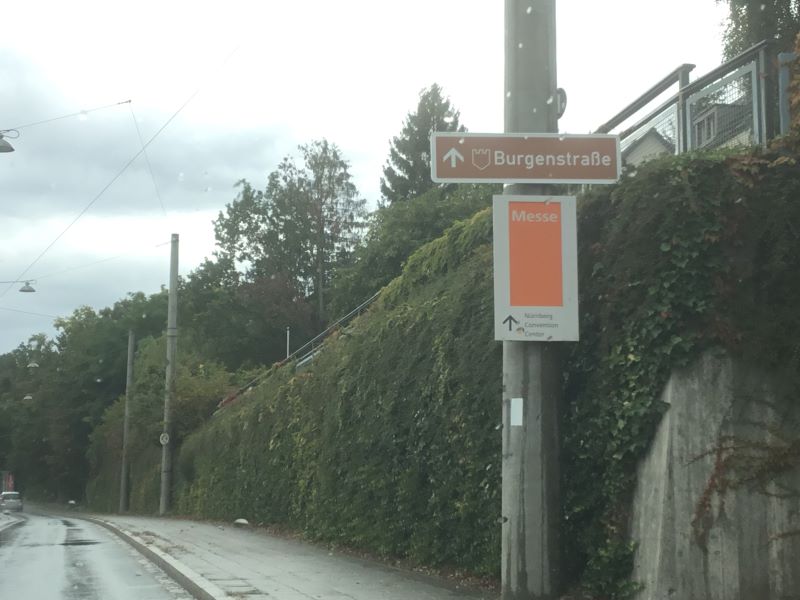 Burgenstraße
Messe
Nürnberg
Convention
Center